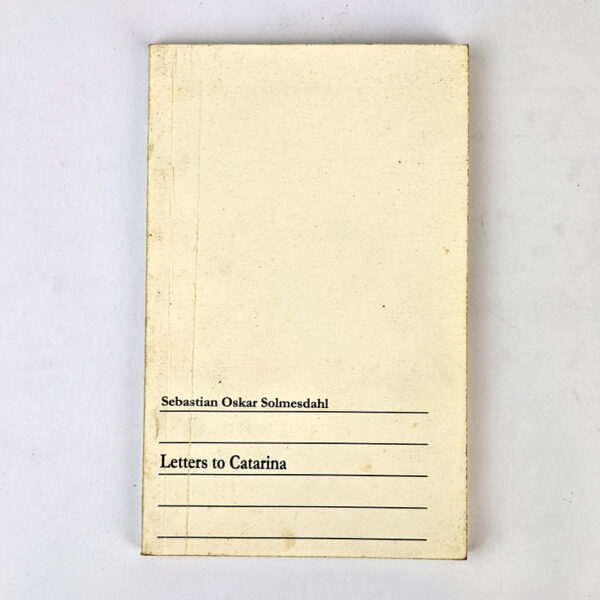 Sebastian Oskar Solmesdahl
Letters to Catarina